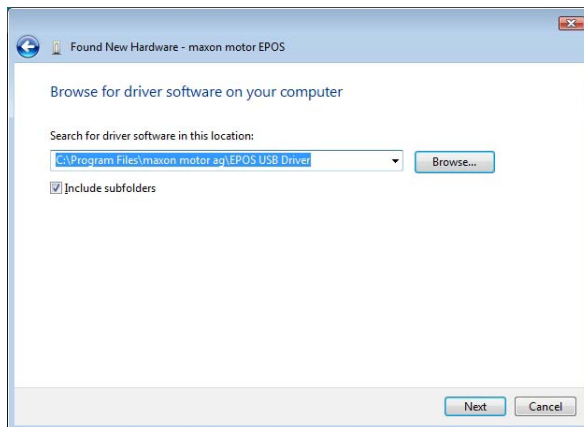 Found New Hardware - maxon motor EPOS
Browse for driver software on your computer
Search for driver software in this location:
C:\Program Files\maxon motor ag\EPOS USB Driver
Browse...
Include subfolders
Next
Cancel